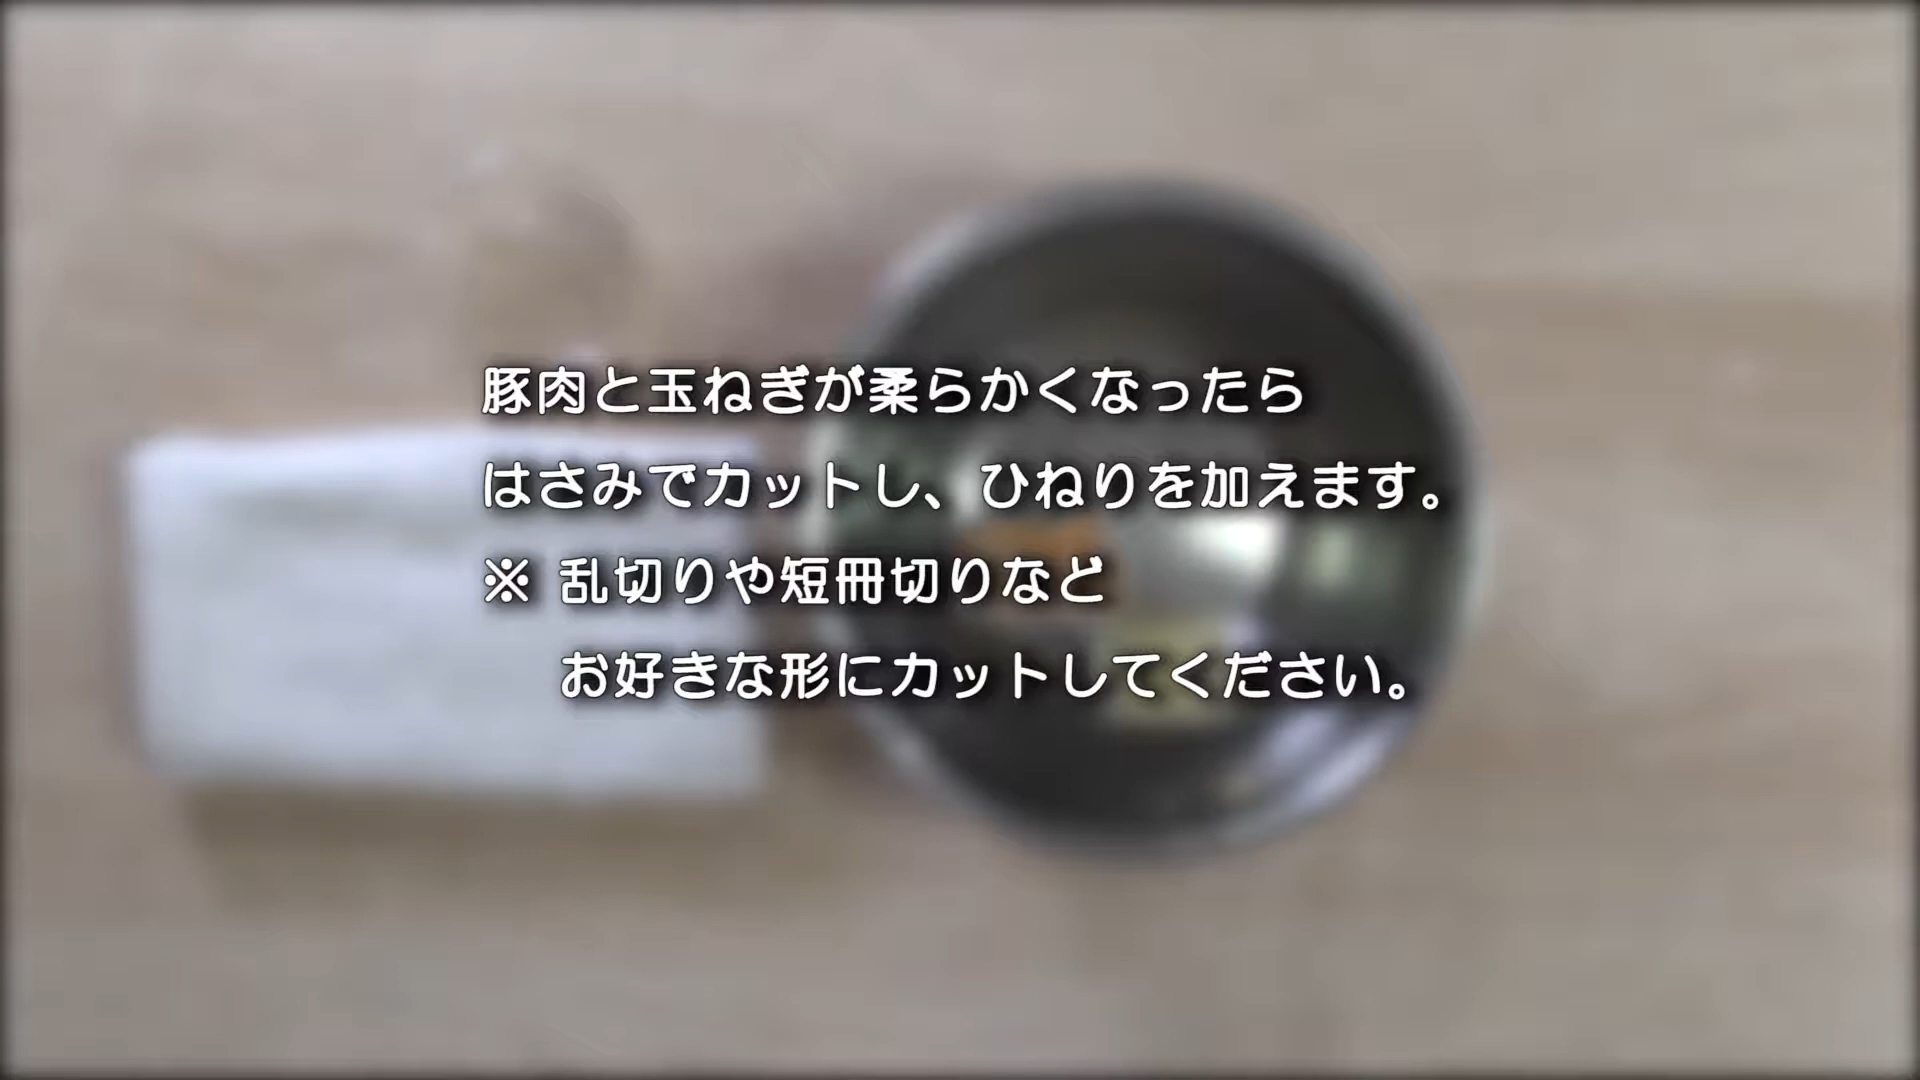 豚肉と玉ねぎが柔らかくなったら
はさみでカットし、ひねりを加えます。
※ 乱切りや短冊切りなど
お好きな形にカットしてください。